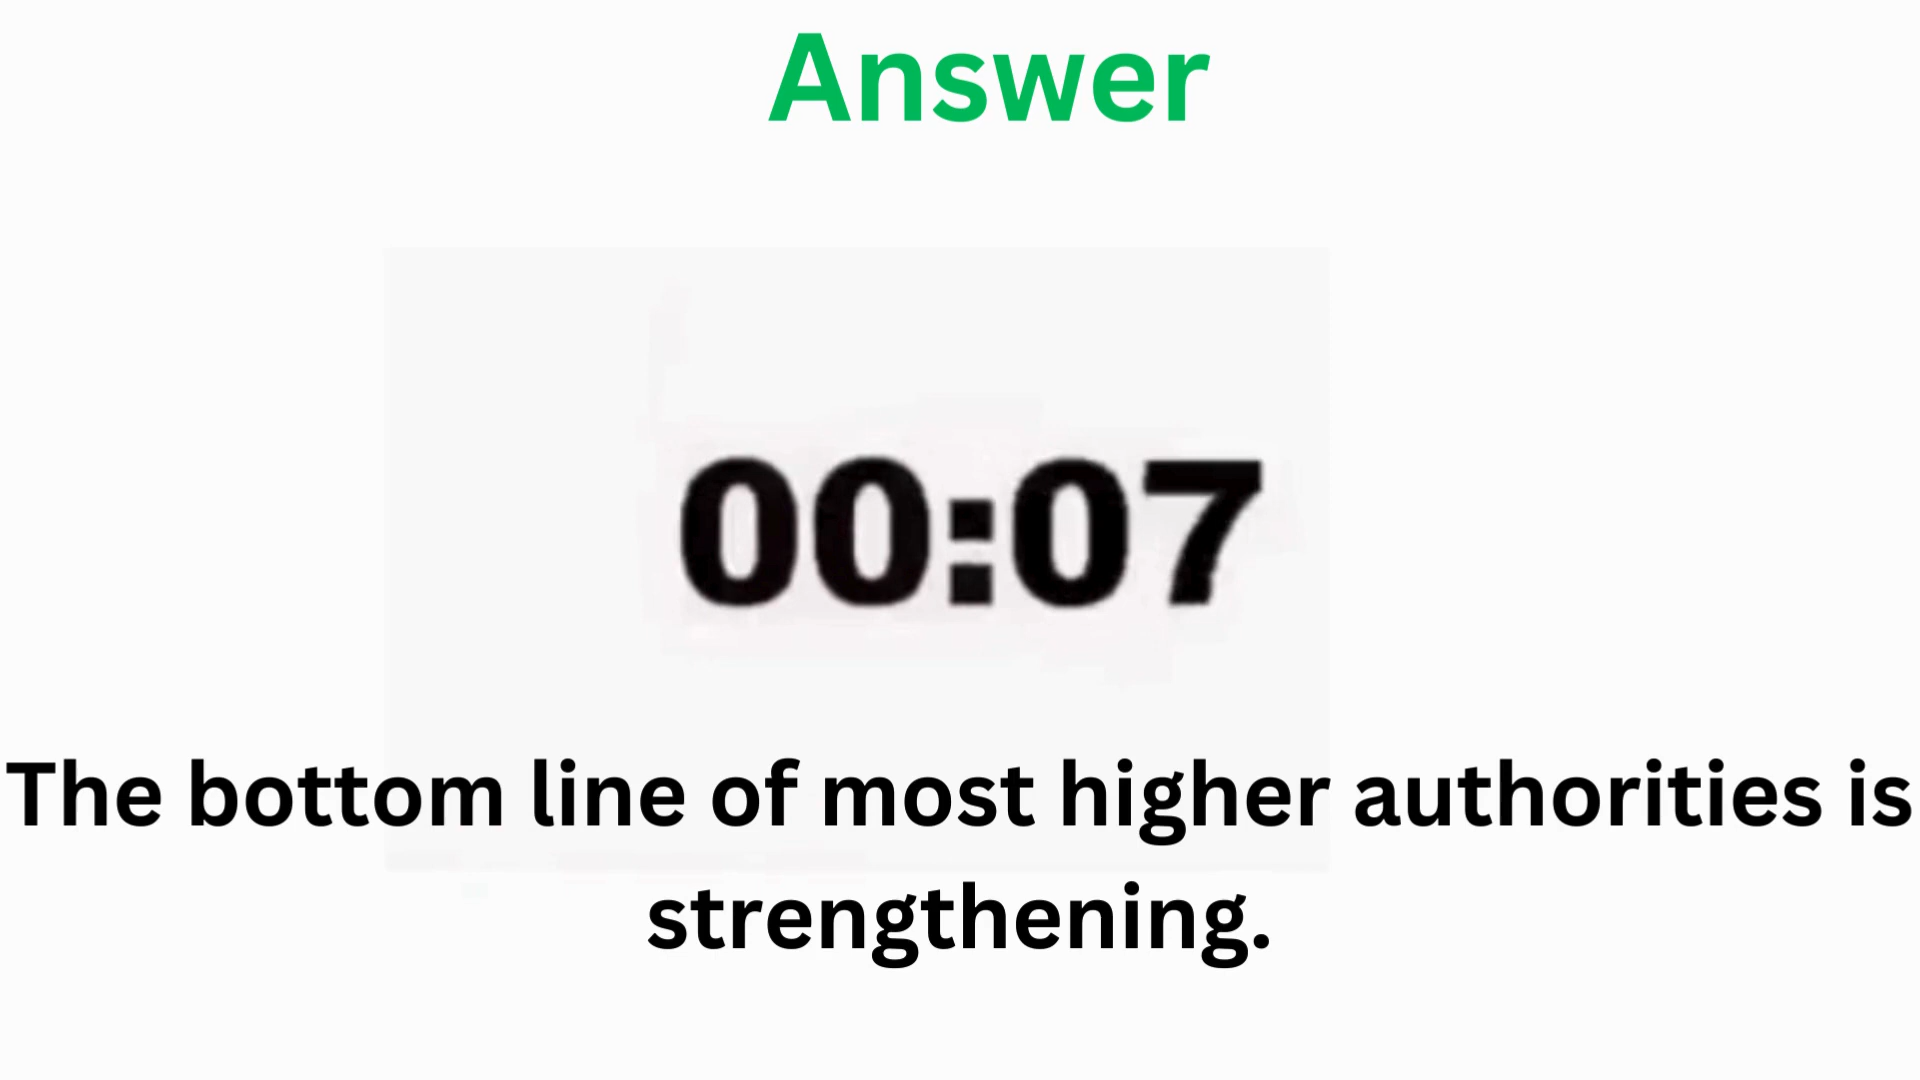 Answer
00:07
The bottom line of most higher authorities is
strengthening.